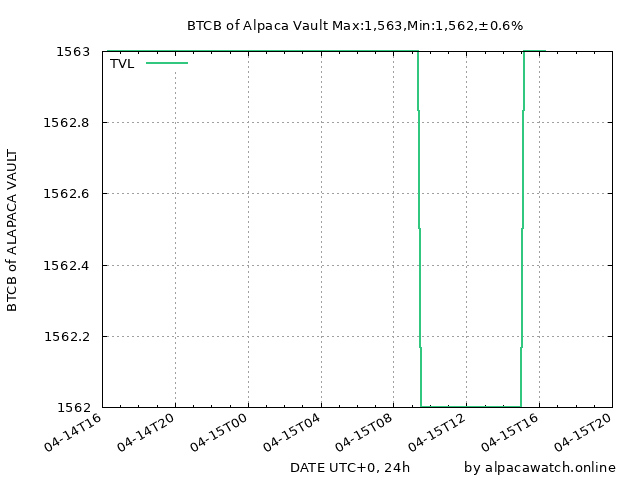 BTCB of Alpaca Vault Max:1,563,Min:1,562,±0.6%
1563
TVL
1562.8
1562.6
1562.4
1562.2
1562
BTCB of ALAPACA VAULT
04-14T16 04-14T20 04-15T00 04-15T04 04-15T08 04-15T12 04-15T16 04-15T20
DATE UTC+0, 24h by alpacawatch.online